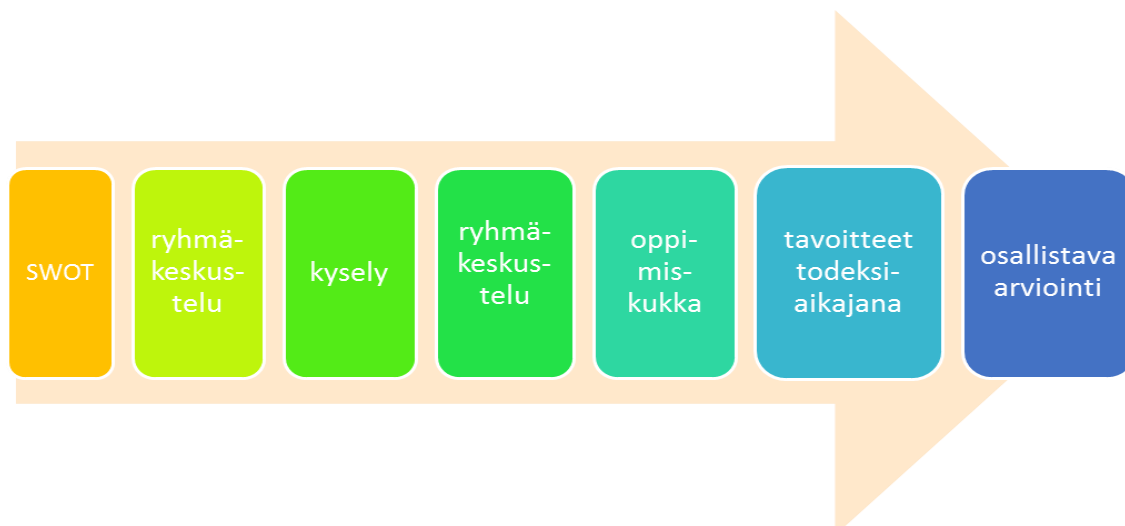 SWOT
ryhmä-
keskus-
telu
kysely
ryhmä-
keskus-
telu
oppi-
mis-
kukka
tavoitteet
todeksi-
aikajana
osallistava
arviointi